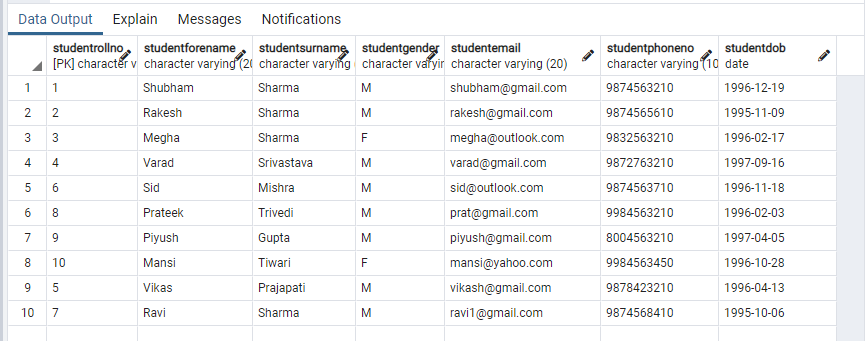 Data Output Explain Messages Notifications
studentrollno studentforename studentsurname studentgender studentemail studentphoneno studentdob
[PK] character v character varying (20 character varying ( character varyin character varying (20) character varying (10 date
1 1 Shubham Sharma M shubham@gmail.com 9874563210 1996-12-19
2 2 Rakesh Sharma M rakesh@gmail.com 9874565610 1995-11-09
3 3 Megha Sharma F megha@outlook.com 9832563210 1996-02-17
4 4 Varad Srivastava M varad@gmail.com 9872763210 1997-09-16
5 6 Sid Mishra M sid@outlook.com 9874563710 1996-11-18
6 8 Prateek Trivedi M prat@gmail.com 9984563210 1996-02-03
7 9 Piyush Gupta M piyush@gmail.com 8004563210 1997-04-05
8 10 Mansi Tiwari F mansi@yahoo.com 9984563450 1996-10-28
9 5 Vikas Prajapati M vikash@gmail.com 9878423210 1996-04-13
10 7 Ravi Sharma M ravi1@gmail.com 9874568410 1995-10-06